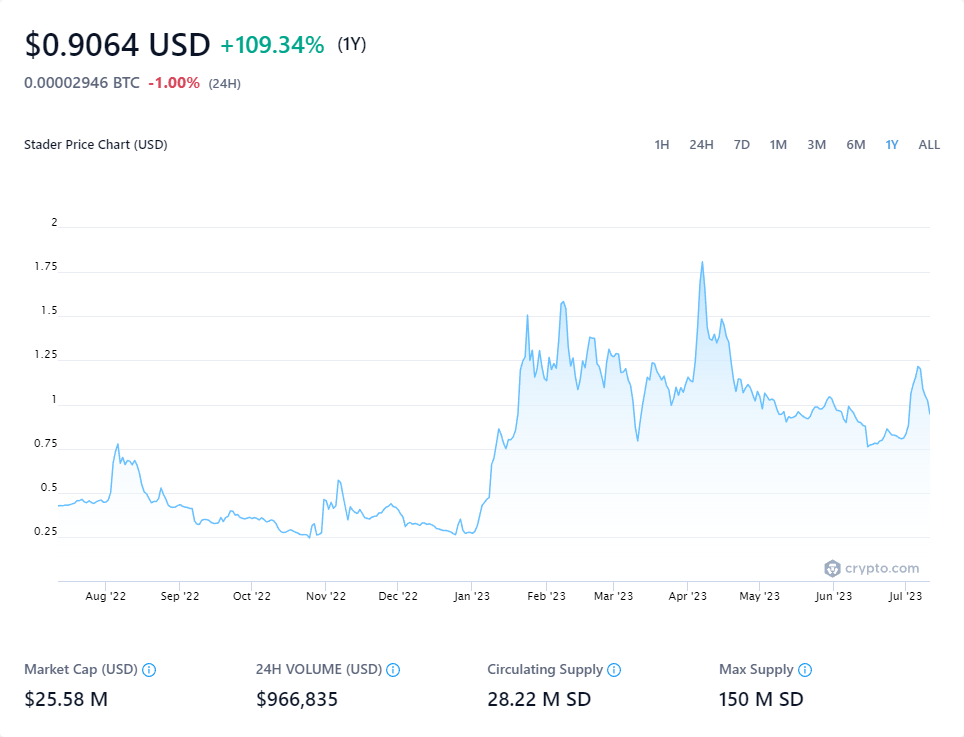 $0.9064 USD +109.34% (1Y)
0.00002946 BTC -1.00% (24H)
Stader Price Chart (USD) 1H 24H 7D 1M 3M 6M 1Y ALL
2
1.75
1.5
1.25
1
0.75
0.5
0.25
crypto.com
Aug '22 Sep '22 Oct '22 Nov '22 Dec '22 Jan '23 Feb '23 Mar '23 Apr '23 May '23 Jun '23 Jul '23
Market Cap (USD) 24H VOLUME (USD) Circulating Supply Max Supply
$25.58 M $966,835 28.22 M SD 150 M SD